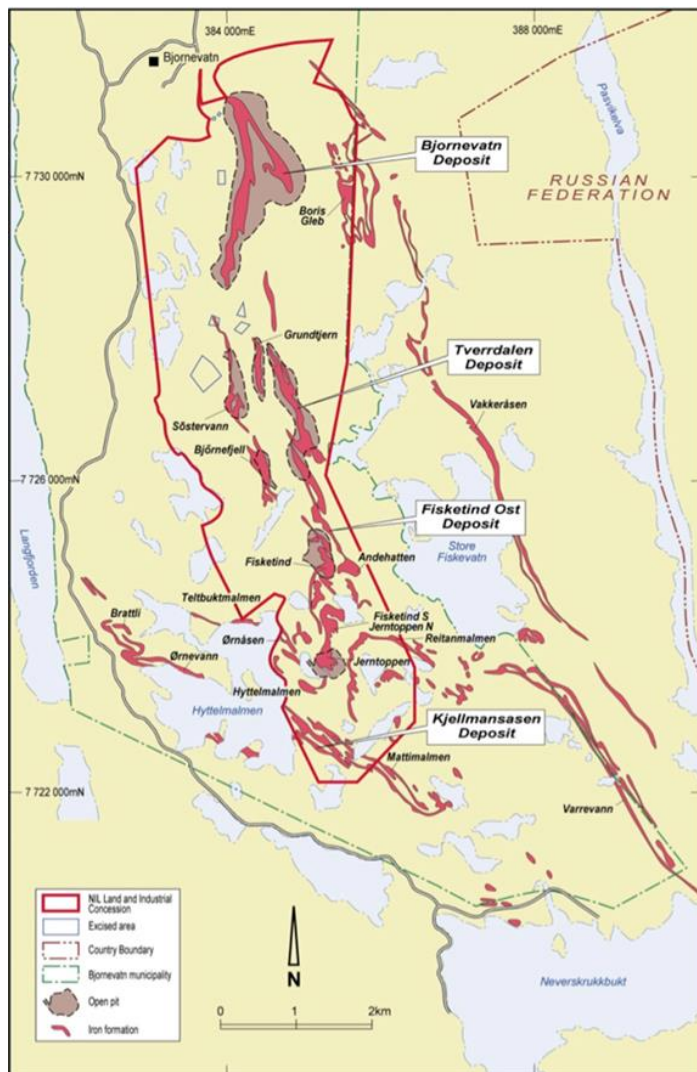 384 000mE
388 000mE
Bjornevatn
Pasvikelva
Bjornevatn
Deposit
7 730 000mN
RUSSIAN
FEDERATION
Boris
Gleb
Grundtjern
Tverrdalen
Deposit
Vakkeråsen
Söstervann
Björnefjell
7 726 000mN
Fisketind Ost
Deposit
Langfjorden
Store
Fiskevatn
Fisketind
Andehatten
Teltbuktmalmen
Brattli
Fisketind S
Jerntoppen N
Ørnåsen
Reitanmalmen
Ørnevann
Jerntoppen
Hyttelmalmen
Hyttelmalmen
Kjellmansasen
Deposit
Mattimalmen
7 722 000mN
Varrevann
NIL Land and Industrial
Concession
Excised area
Country Boundary
Bjornevatn municipality
Open pit
Iron formation
N
0 1 2km
Neverskrukkbukt